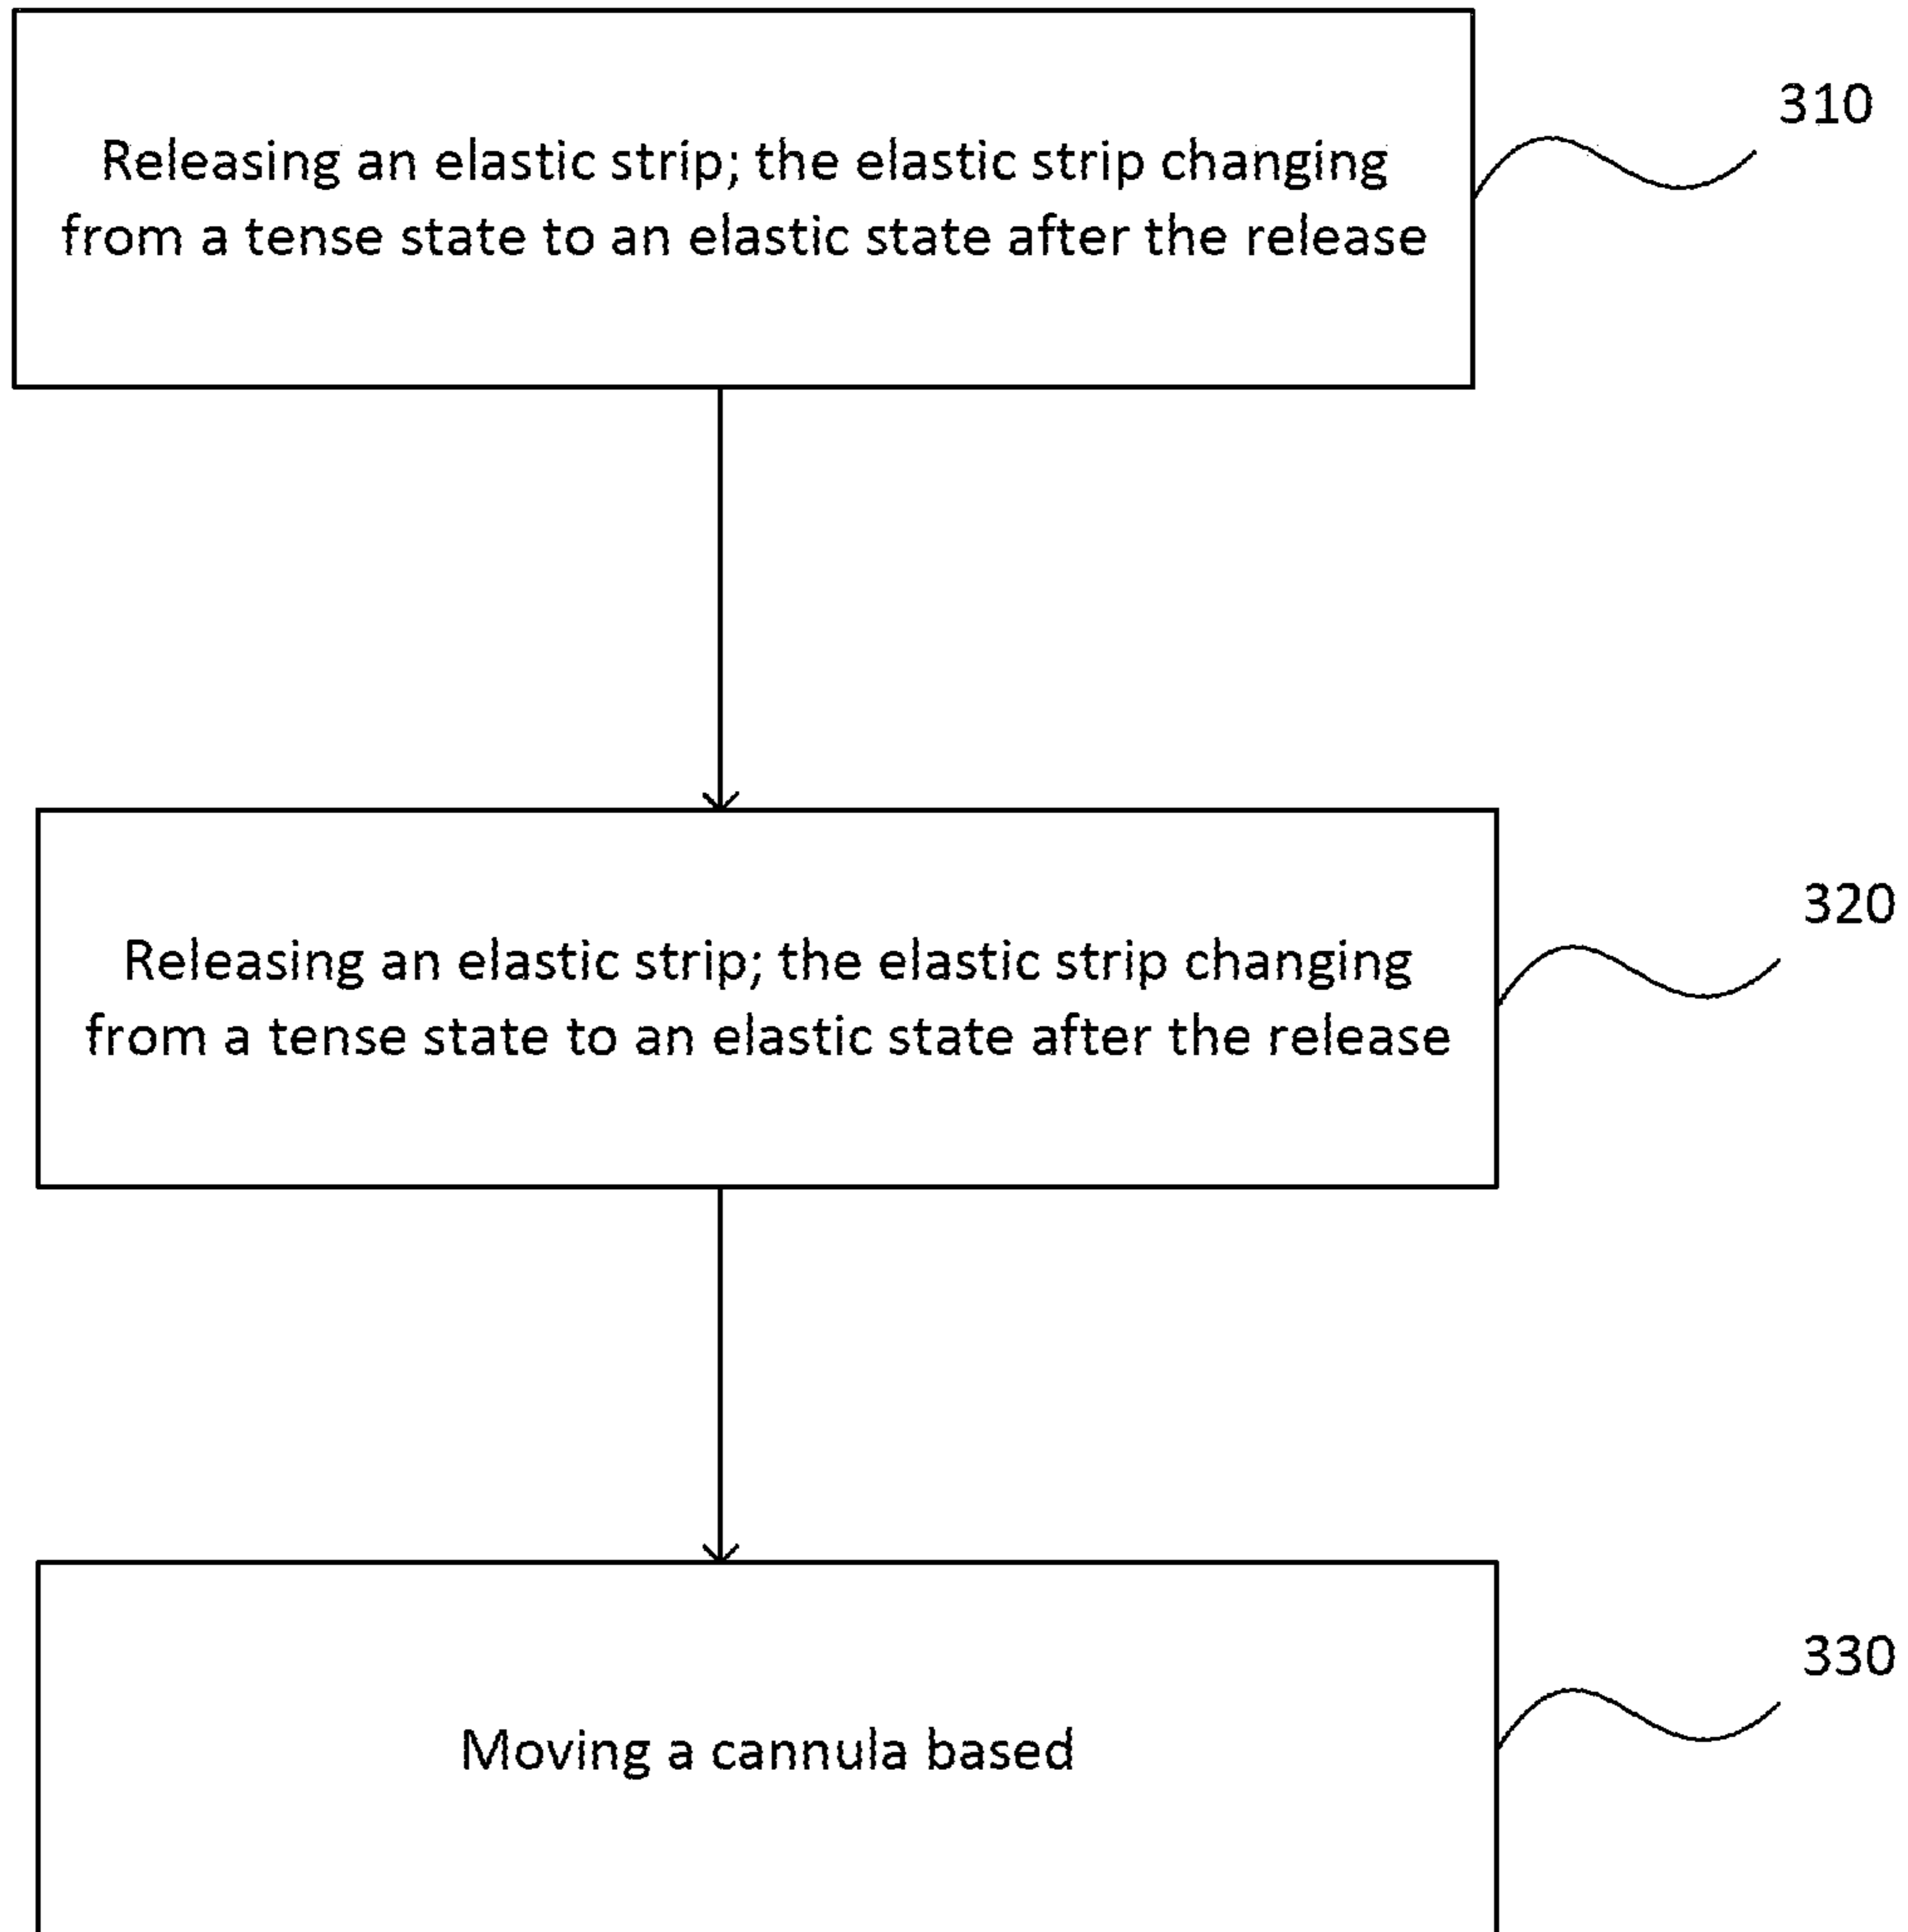 310
Releasing an elastic strip; the elastic strip changing
from a tense state to an elastic state after the release
320
Releasing an elastic strip; the elastic strip changing
from a tense state to an elastic state after the release
330
Moving a cannula based